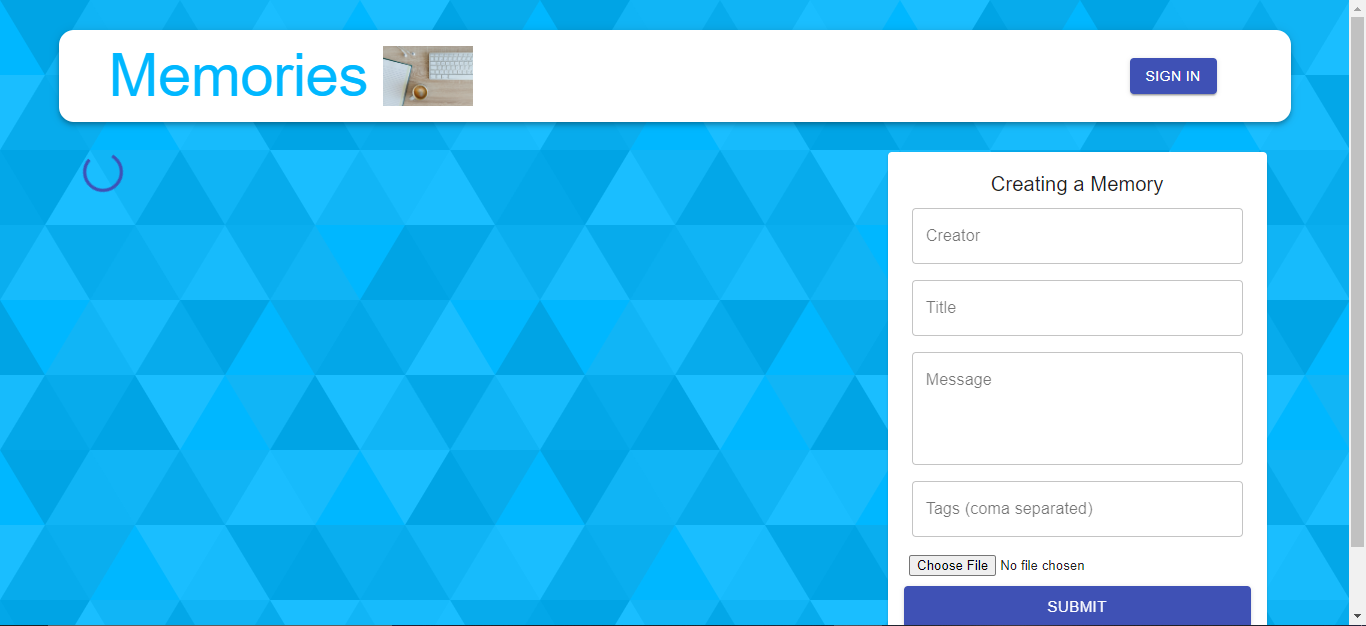 Memories
SIGN IN
Creating a Memory
Creator
Title
Message
Tags (coma separated)
Choose File No file chosen
SUBMIT